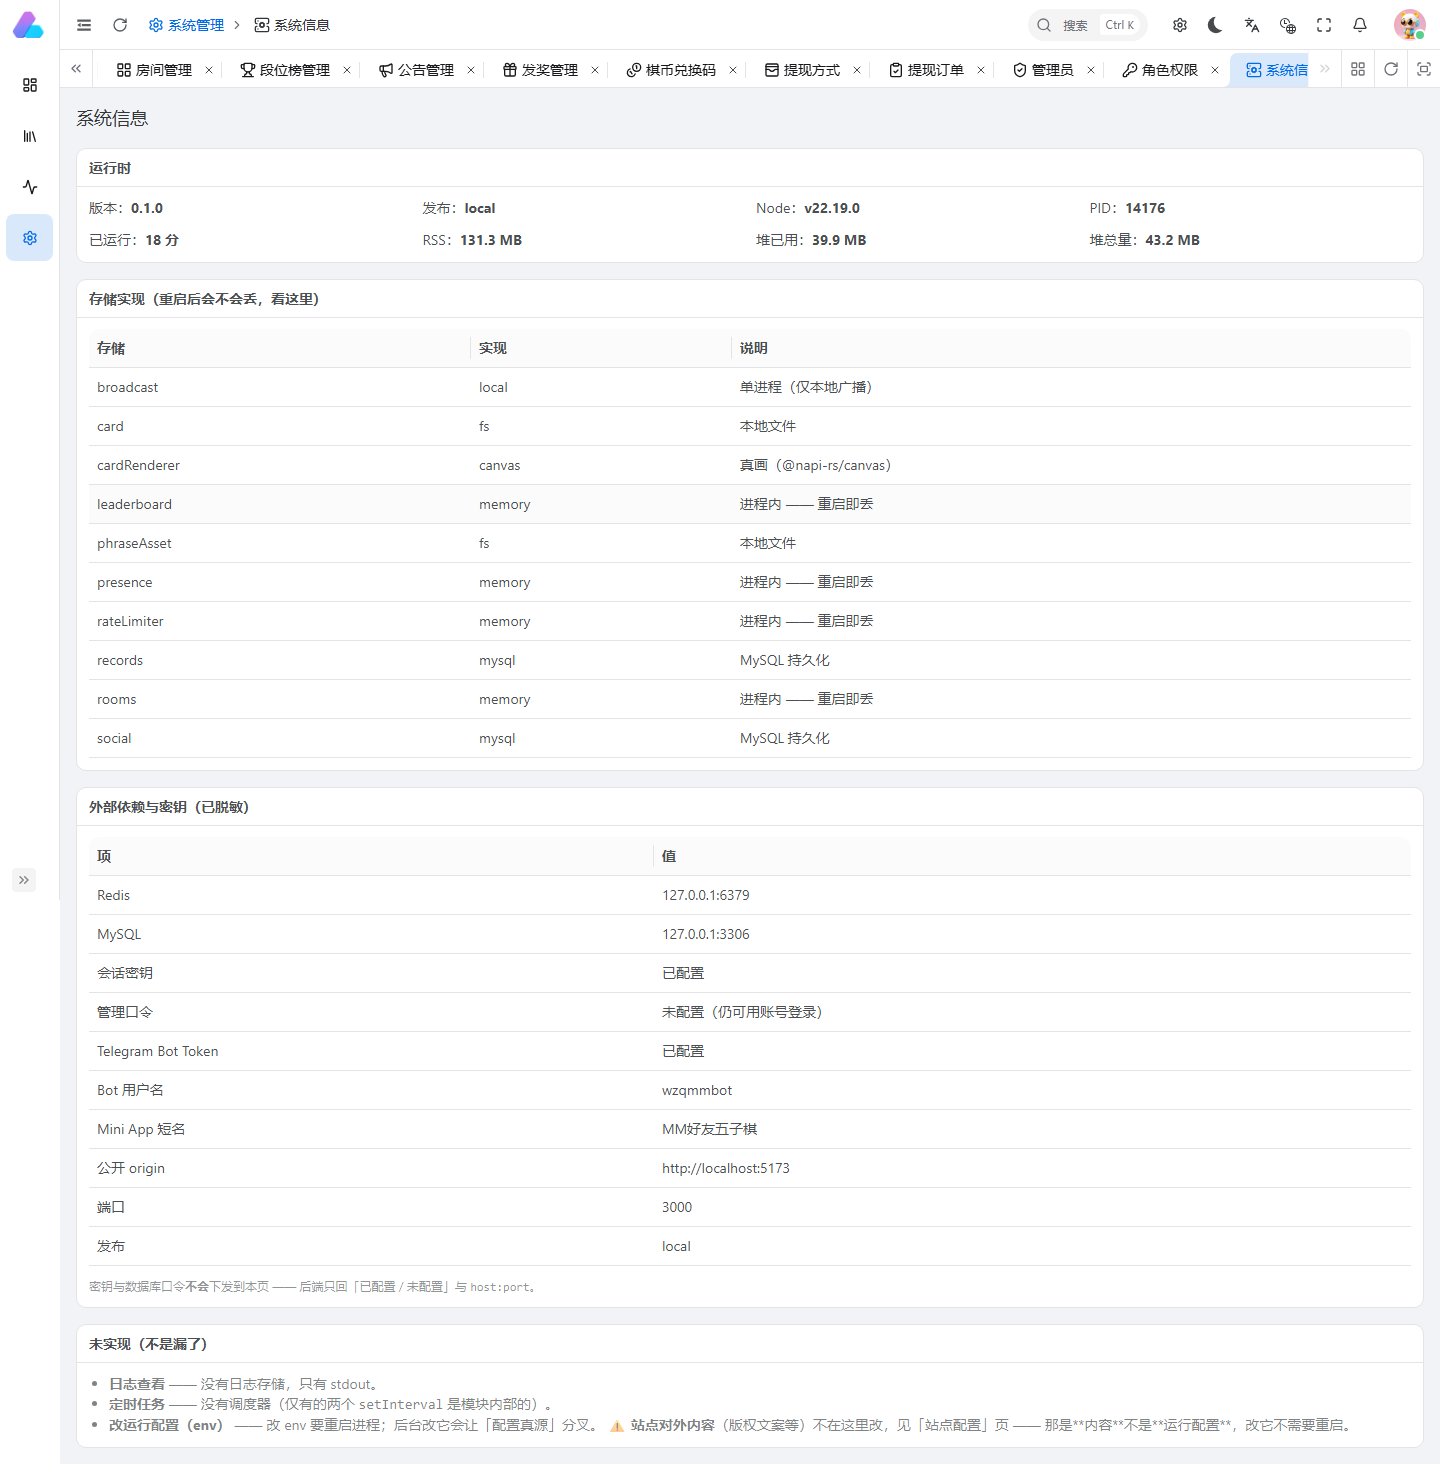 系统管理 系统信息 搜索 Ctrl K
房间管理 段位榜管理 公告管理 发奖管理 棋币兑换码 提现方式 提现订单 管理员 角色权限 系统信
系统信息
运行时
版本：0.1.0 发布：local Node：v22.19.0 PID：14176
已运行：18 分 RSS：131.3 MB 堆已用：39.9 MB 堆总量：43.2 MB
存储实现（重启后会不会丢，看这里）
存储 实现 说明
broadcast local 单进程（仅本地广播）
card fs 本地文件
cardRenderer canvas 真画（@napi-rs/canvas）
leaderboard memory 进程内 —— 重启即丢
phraseAsset fs 本地文件
presence memory 进程内 —— 重启即丢
rateLimiter memory 进程内 —— 重启即丢
records mysql MySQL 持久化
rooms memory 进程内 —— 重启即丢
social mysql MySQL 持久化
外部依赖与密钥（已脱敏）
项 值
Redis 127.0.0.1:6379
MySQL 127.0.0.1:3306
会话密钥 已配置
管理口令 未配置（仍可用账号登录）
Telegram Bot Token 已配置
Bot 用户名 wzqmmbot
Mini App 短名 MM好友五子棋
公开 origin http://localhost:5173
端口 3000
发布 local
密钥与数据库口令不会下发到本页 —— 后端只回「已配置 / 未配置」与 host:port。
未实现（不是漏了）
• 日志查看 —— 没有日志存储，只有 stdout。
• 定时任务 —— 没有调度器（仅有的两个 setInterval 是模块内部的）。
• 改运行配置（env） —— 改 env 要重启进程；后台改它会让「配置真源」分叉。 ⚠️ 站点对外内容（版权文案等）不在这里改，见「站点配置」页 —— 那是**内容**不是**运行配置**，改它不需要重启。